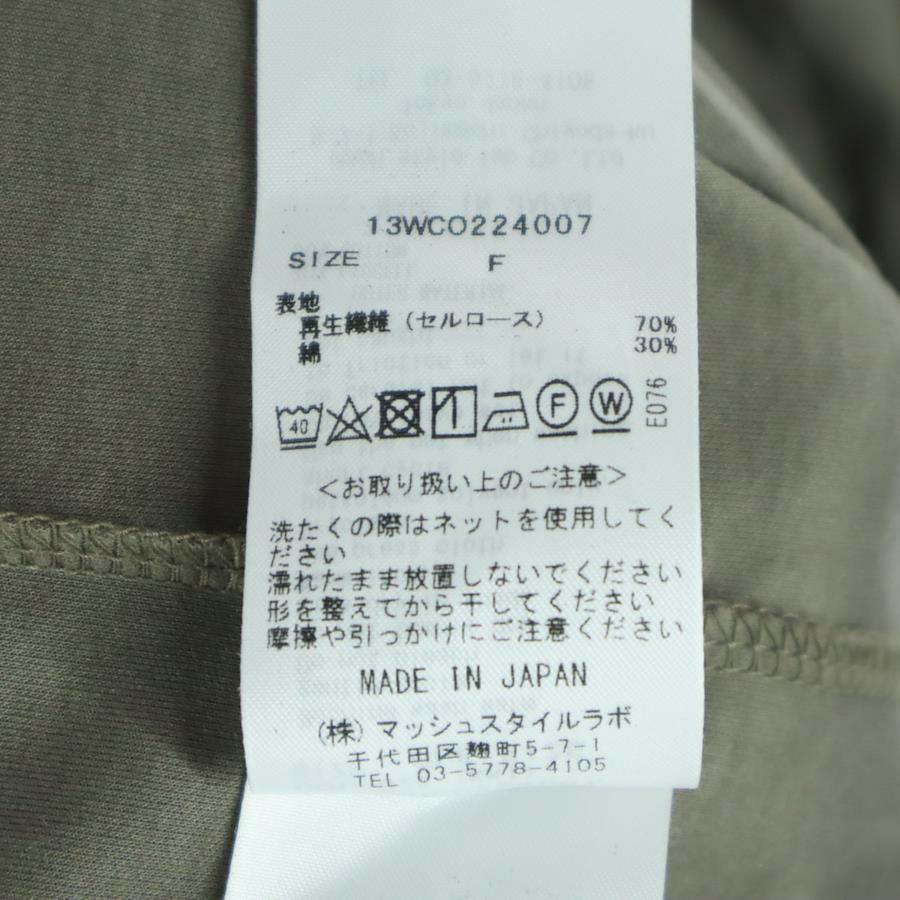 13WCO224007
SIZE F
表地
再生繊維 (セルロース) 70%
綿 30%
40 F W
E076
<お取り扱い上のご注意>
洗たくの際はネットを使用してく
ださい
濡れたまま放置しないでください
形を整えてから干してください
摩擦や引っかけにご注意ください
MADE IN JAPAN
(株) マッシュスタイルラボ
千代田区麹町5-7-1
TEL 03-5778-4105